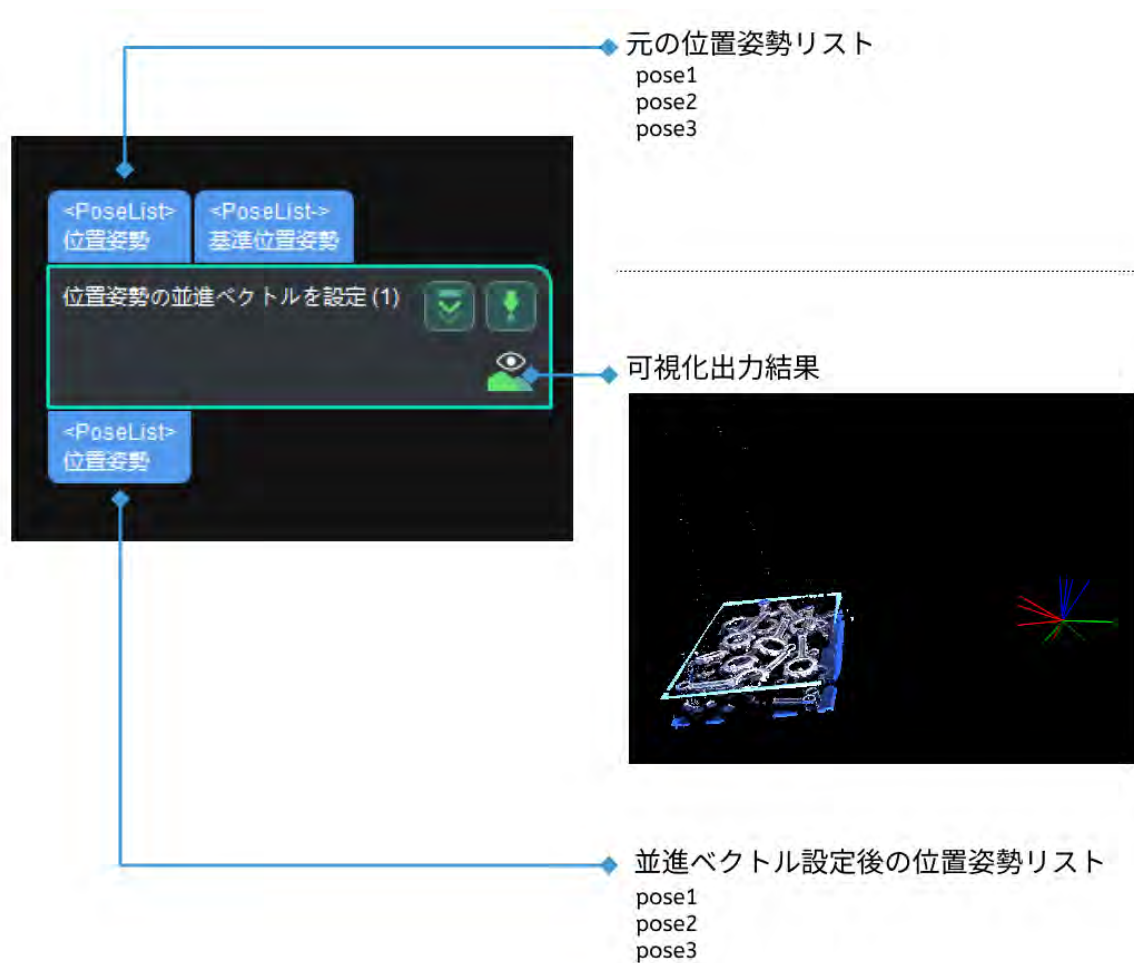 元の位置姿勢リスト
pose1
pose2
pose3
<PoseList> <PoseList->
位置姿勢 基準位置姿勢
位置姿勢の並進ベクトルを設定 (1)
可視化出力結果
<PoseList>
位置姿勢
並進ベクトル設定後の位置姿勢リスト
pose1
pose2
pose3